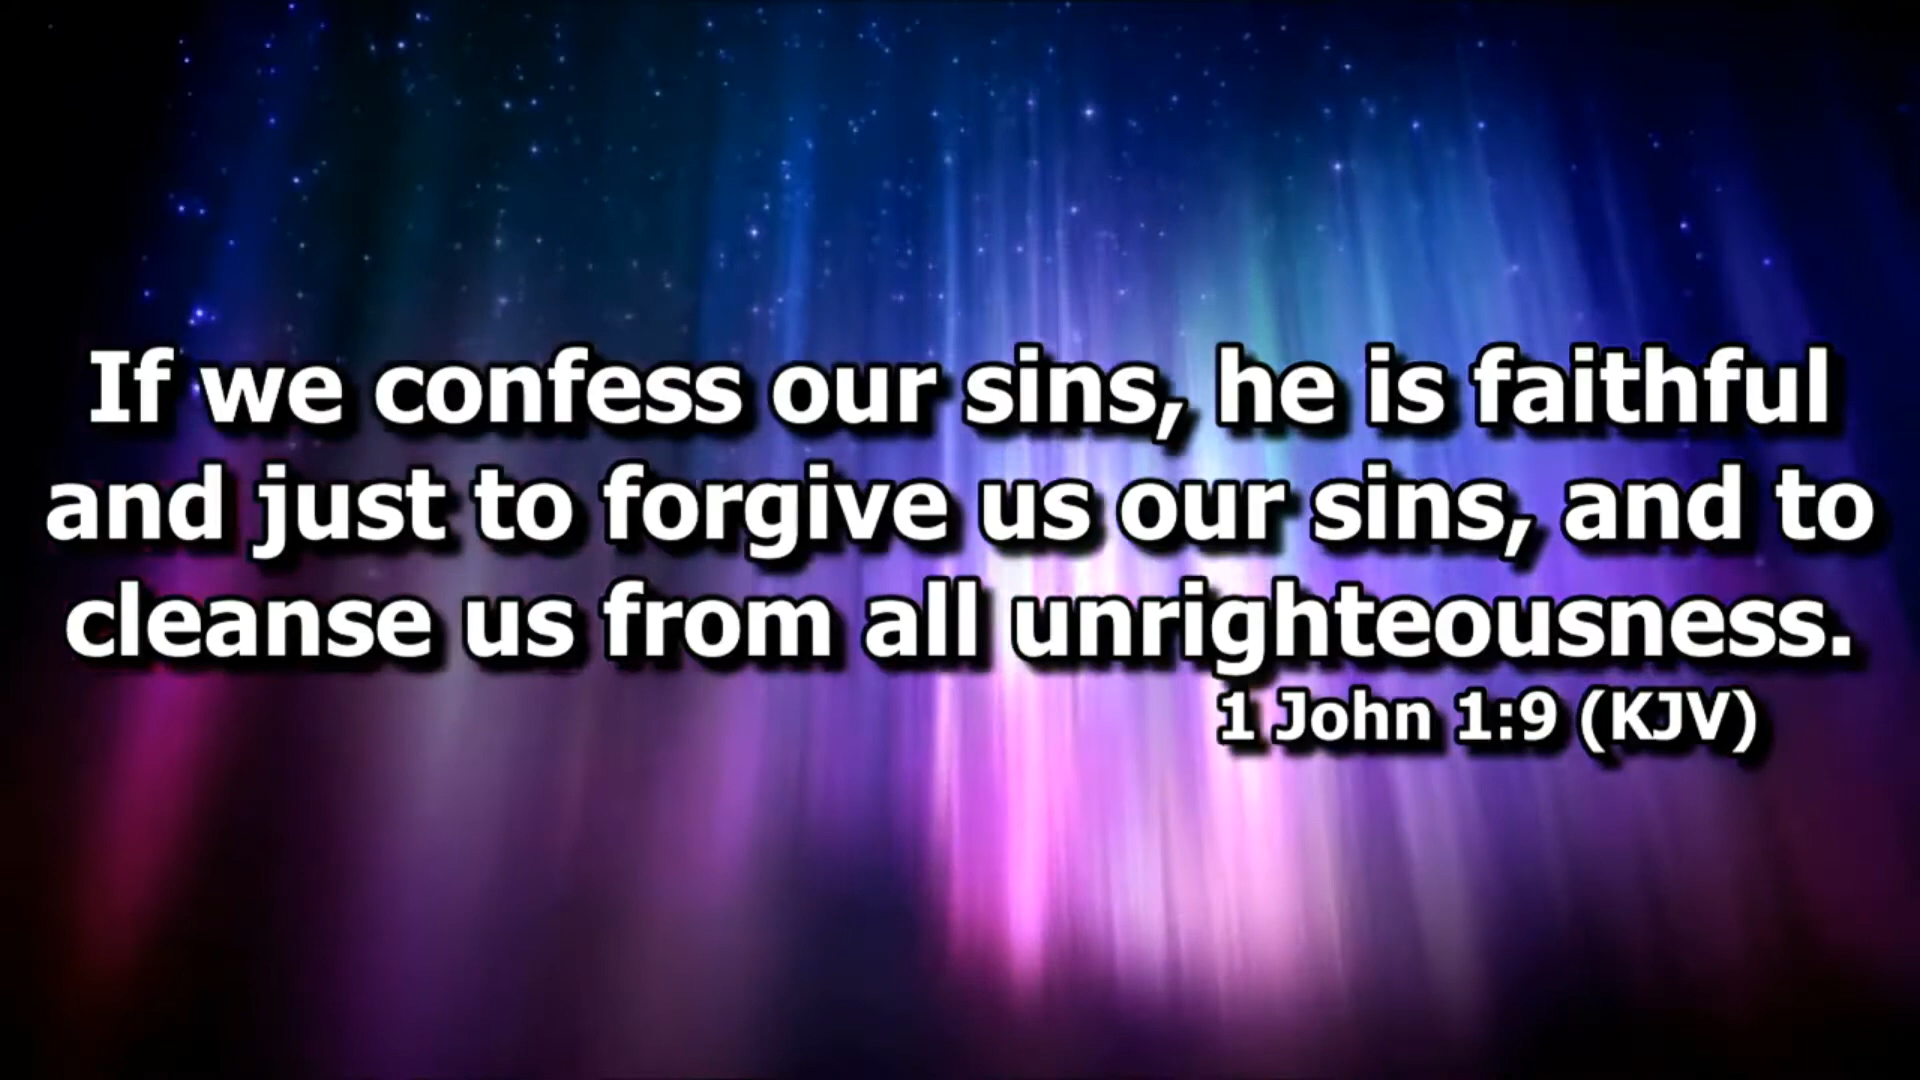 If we confess our sins, he is faithful
and just to forgive us our sins, and to
cleanse us from all unrighteousness.
1 John 1:9 (KJV)